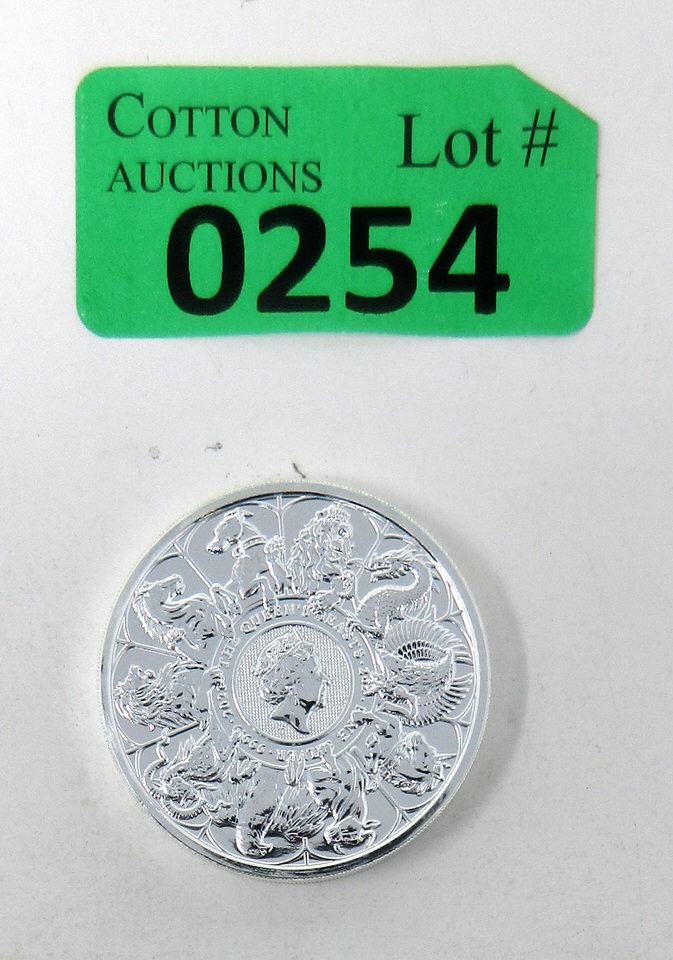 COTTON
AUCTIONS
Lot #
0254
THE QUEEN'S BEASTS